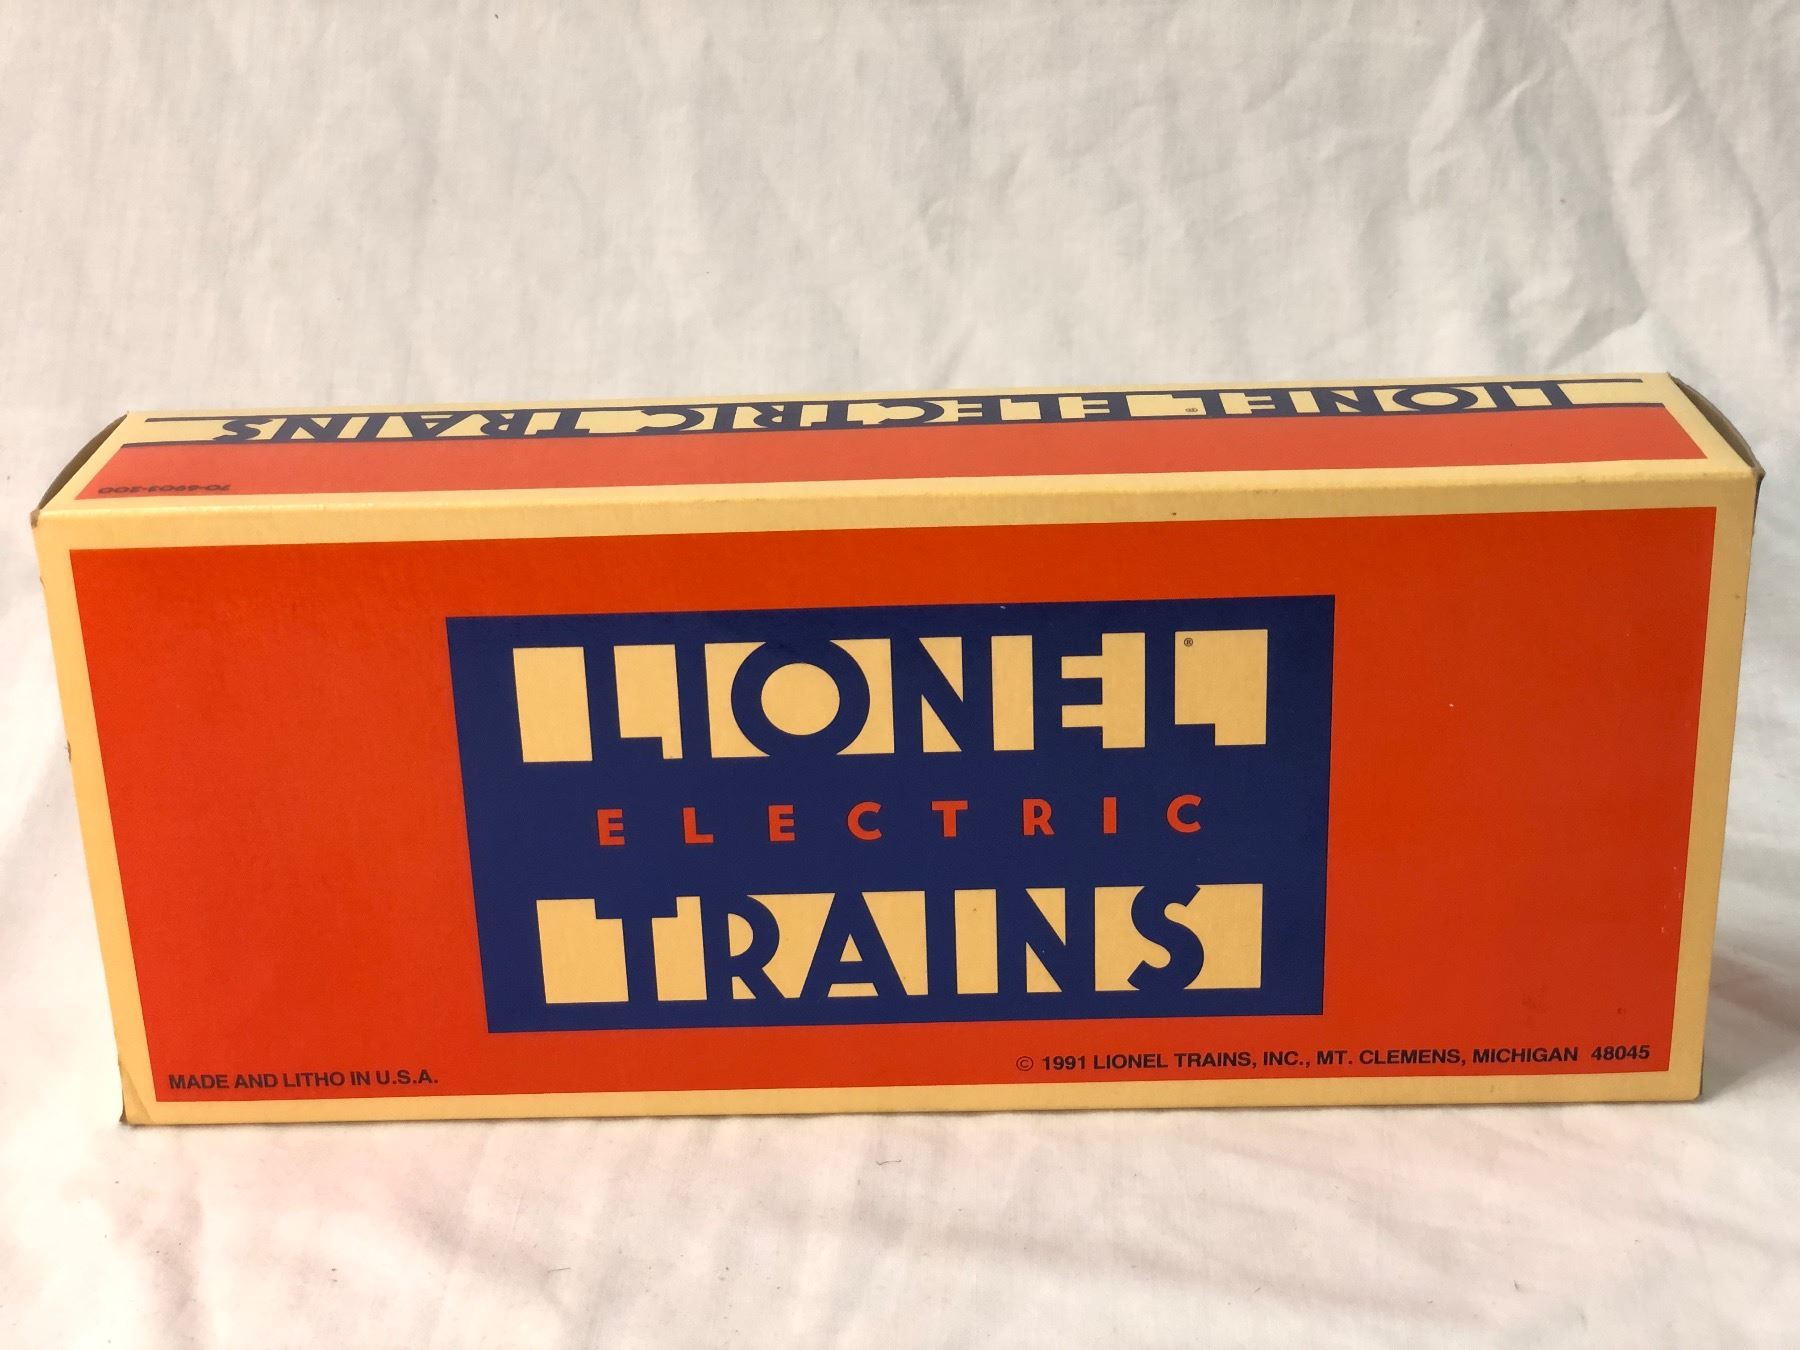 LIONEL ELECTRIC TRAINS
70-6903-200
LIONEL®
ELECTRIC
TRAINS
MADE AND LITHO IN U.S.A.
© 1991 LIONEL TRAINS, INC., MT. CLEMENS, MICHIGAN 48045